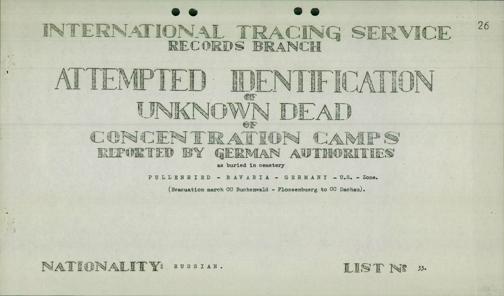 26
INTERNATIONAL TRACING SERVICE
RECORDS BRANCH
ATTEMPTED IDENTIFICATION
OF
UNKNOWN DEAD
OF
CONCENTRATION CAMPS
REPORTED BY GERMAN AUTHORITIES
as buried in cemetery
PULLENRIED - BAVARIA - GERMANY - U.S. - Zone.
(Evacuation march CC Buchenwald - Flossenbuerg to CC Dachau).
NATIONALITY: RUSSIAN. LIST No 33.